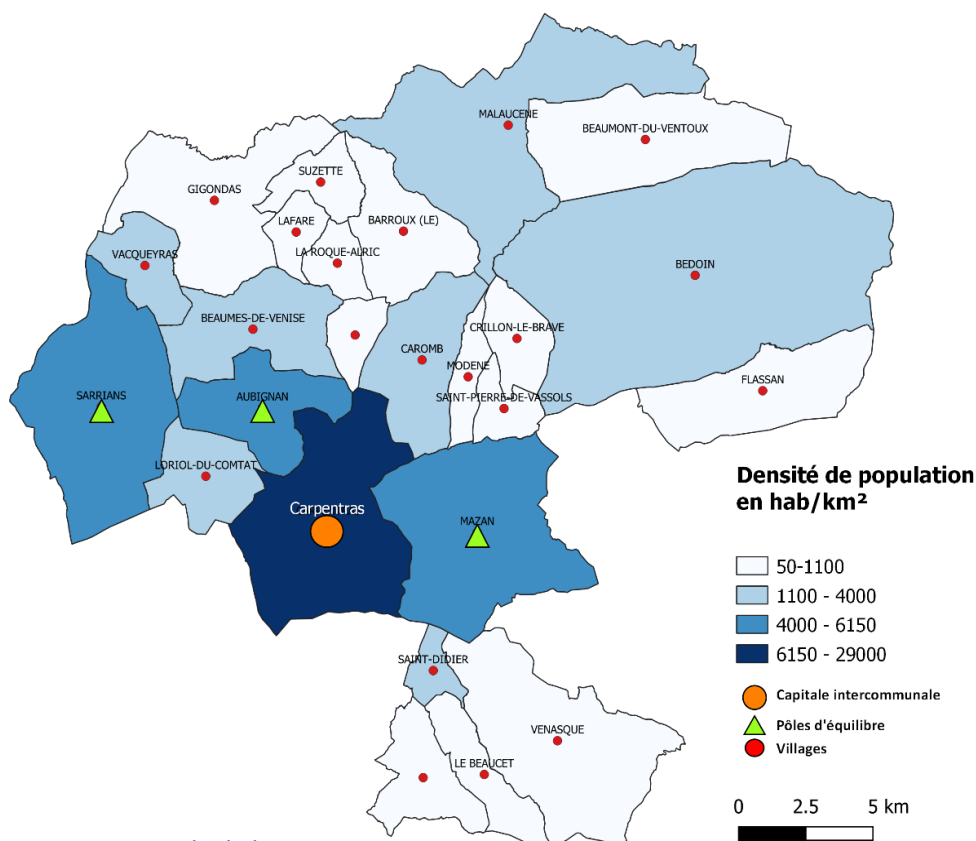 MALAUCENE
BEAUMONT-DU-VENTOUX
SUZETTE
GIGONDAS
LAFARE
BARROUX (LE)
LA ROQUE-ALRIC
VACQUEYRAS
BEDOIN
BEAUMES-DE-VENISE
CRILLON-LE-BRAVE
CAROMB
MODENE
FLASSAN
SARRIANS
AUBIGNAN
SAINT-PIERRE-DE-VASSOLS
LORIOL-DU-COMTAT
Carpentras
MAZAN
SAINT-DIDIER
VENASQUE
LE BEAUCET
Densité de population
en hab/km²
50-1100
1100 - 4000
4000 - 6150
6150 - 29000
Capitale intercommunale
Pôles d'équilibre
Villages
0 2.5 5 km